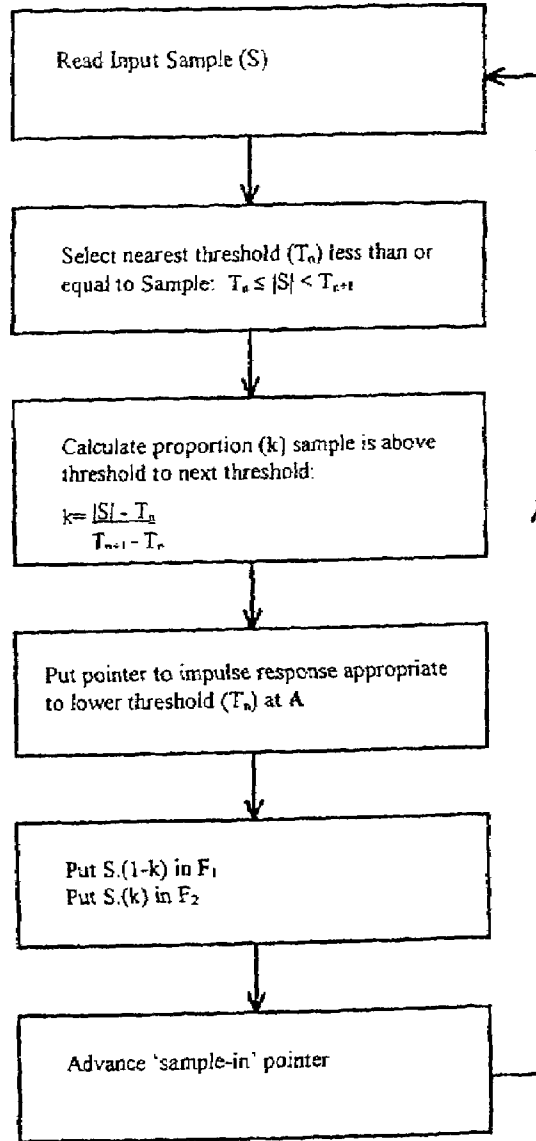 Read Input Sample (S)
Select nearest threshold (Tₙ) less than or
equal to Sample: Tₙ ≤ |S| < Tₙ₊₁
Calculate proportion (k) sample is above
threshold to next threshold:
k= |S| - Tₙ
Tₙ₊₁ - Tₙ
Put pointer to impulse response appropriate
to lower threshold (Tₙ) at A
Put S.(1-k) in F₁
Put S.(k) in F₂
Advance ‘sample-in’ pointer